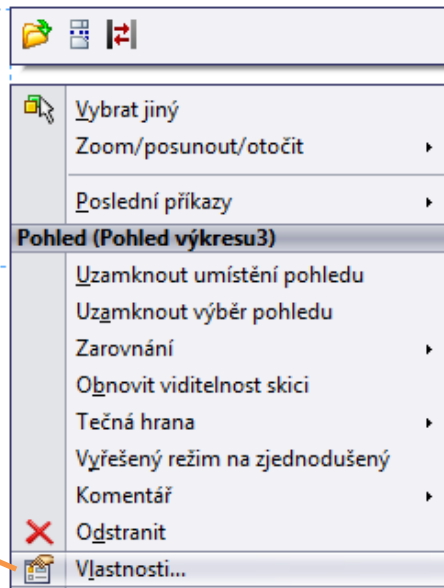 Vybrat jiný
Zoom/posunout/otočit
Poslední příkazy
Pohled (Pohled výkresu3)
Uzamknout umístění pohledu
Uzamknout výběr pohledu
Zarovnání
Obnovit viditelnost skici
Tečná hrana
Vyřešený režim na zjednodušený
Komentář
Odstranit
Vlastnosti...